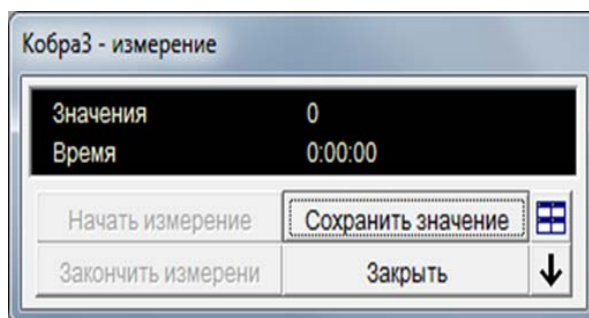 Кобра3 - измерение
Значения 0
Время 0:00:00
Начать измерение Сохранить значение
Закончить измерени Закрыть